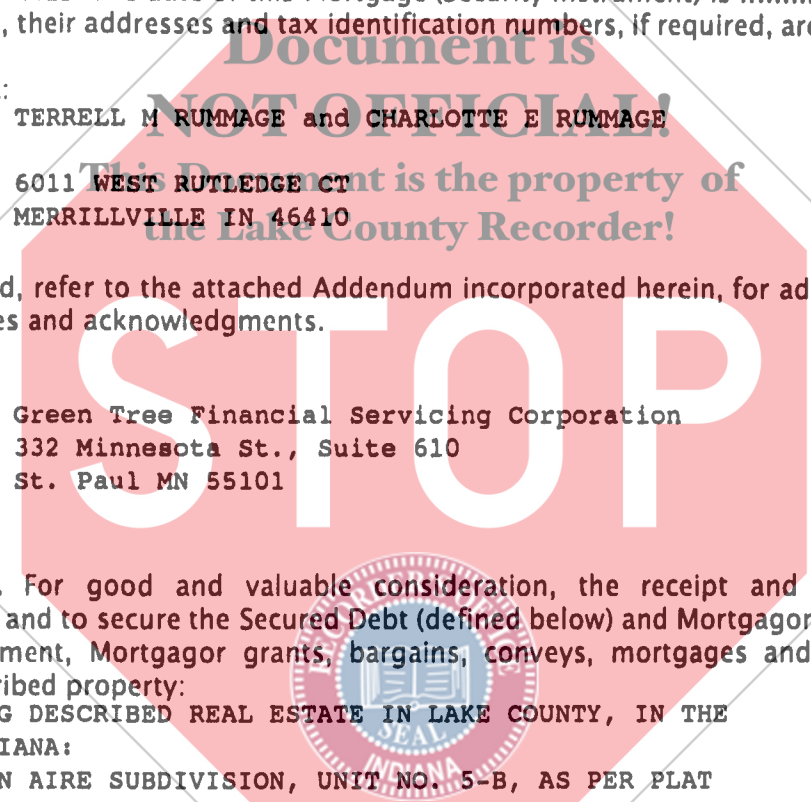 , their addresses and tax identification numbers, if required, are
Document is
:
NOT OFFICIAL!
TERRELL M RUMMAGE and CHARLOTTE E RUMMAGE
This Document is the property of
6011 WEST RUTLEDGE CT
MERRILLVILLE IN 46410
the Lake County Recorder!
d, refer to the attached Addendum incorporated herein, for ad
es and acknowledgments.
STOP
Green Tree Financial Servicing Corporation
332 Minnesota St., Suite 610
St. Paul MN 55101
. For good and valuable consideration, the receipt and
and to secure the Secured Debt (defined below) and Mortgagor
ment, Mortgagor grants, bargains, conveys, mortgages and
ribed property:
G DESCRIBED REAL ESTATE IN LAKE COUNTY, IN THE
SEAL
IANA:
INDIANA
N AIRE SUBDIVISION, UNIT NO. 5-B, AS PER PLAT